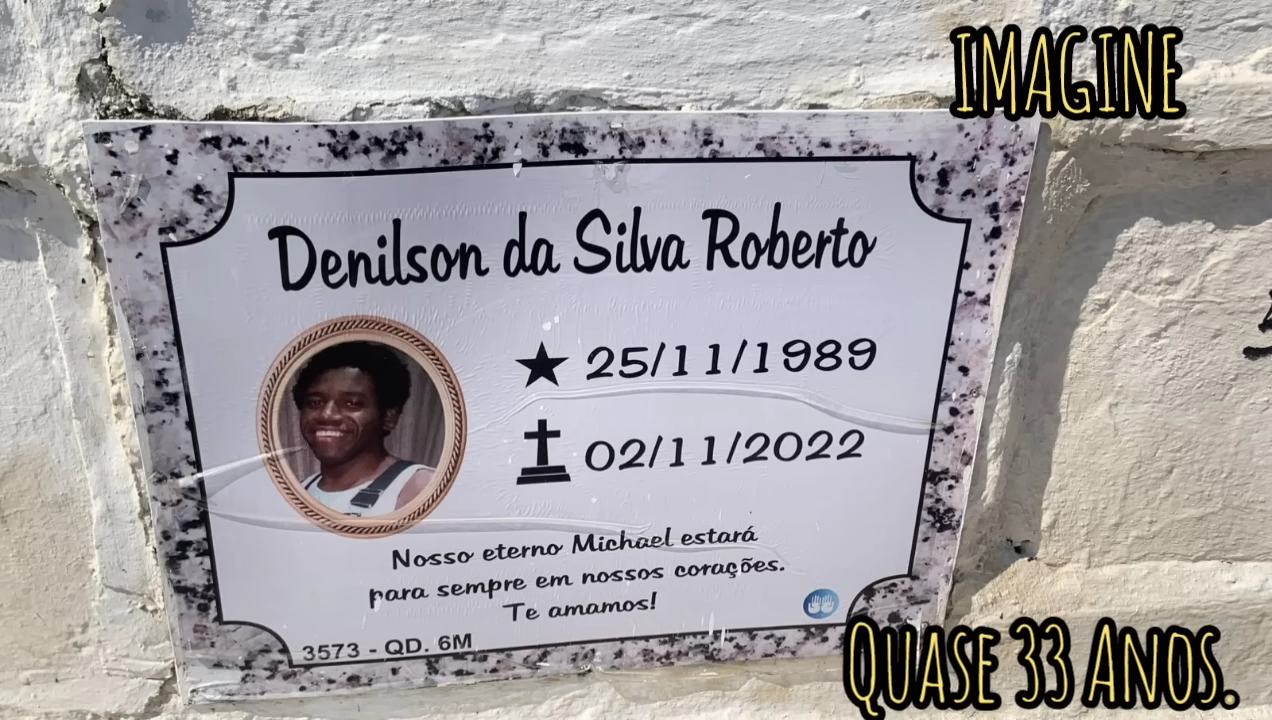 IMAGINE
Denilson da Silva Roberto
25/11/1989
02/11/2022
Nosso eterno Michael estará
para sempre em nossos corações.
Te amamos!
3573 - QD. 6M
QUASE 33 ANOS.